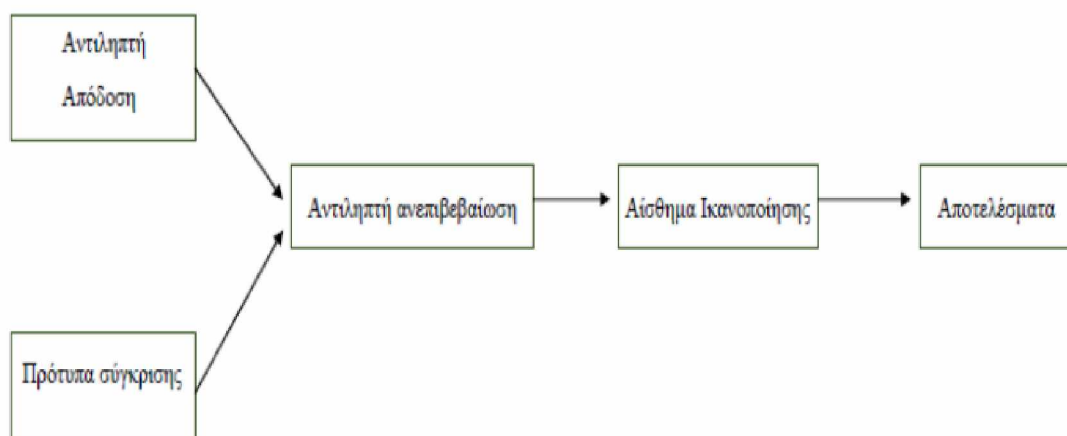 Αντιληπτή
Απόδοση
Αντιληπτή ανεπιβεβαίωση
Αίσθημα Ικανοποίησης
Αποτελέσματα
Πρότυπα σύγκρισης